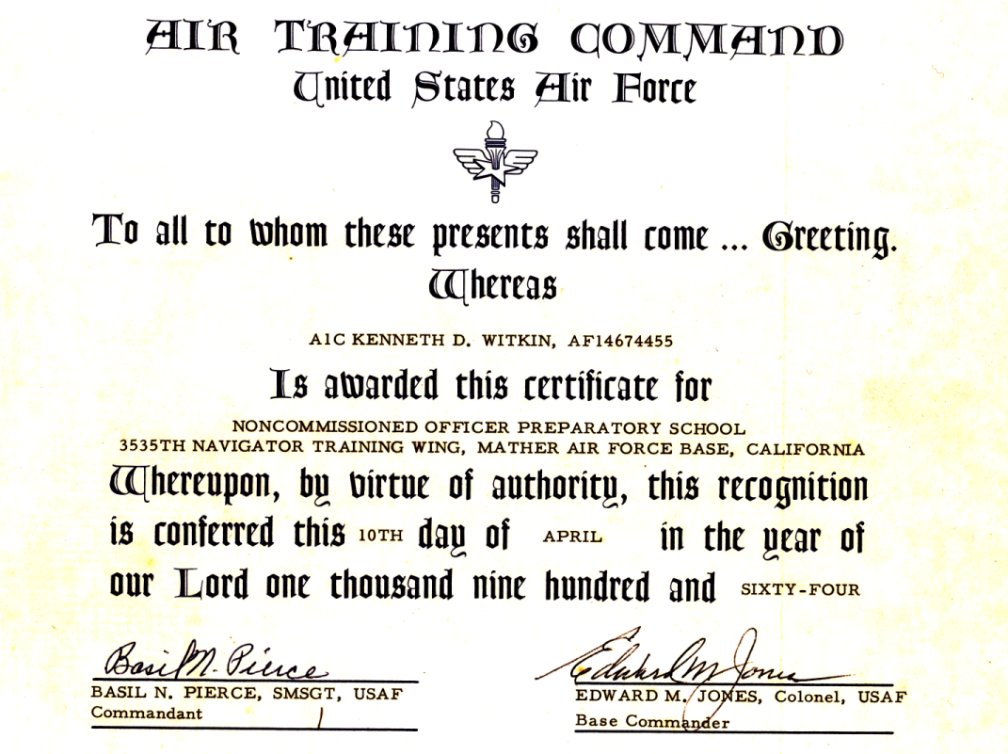 AIR TRAINING COMMAND
United States Air Force
To all to whom these presents shall come ... Greeting.
Whereas
A1C KENNETH D. WITKIN, AF14674455
Is awarded this certificate for
NONCOMMISSIONED OFFICER PREPARATORY SCHOOL
3535TH NAVIGATOR TRAINING WING, MATHER AIR FORCE BASE, CALIFORNIA
Whereupon, by virtue of authority, this recognition
is conferred this 10TH day of APRIL in the year of
our Lord one thousand nine hundred and SIXTY-FOUR
Basil N. Pierce Edward M Jones
BASIL N. PIERCE, SMSGT, USAF EDWARD M. JONES, Colonel, USAF
Commandant Base Commander